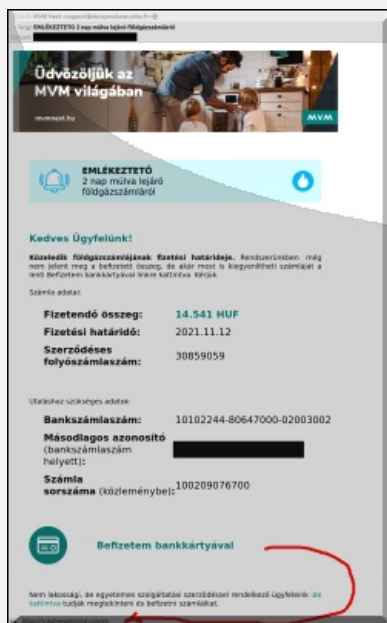 EMLÉKEZTETŐ 2 nap múlva lejáró földgázszámláról
Üdvözöljük az
MVM világában
mvmnext.hu
MVM
EMLÉKEZTETŐ
2 nap múlva lejáró
földgázszámláról
Kedves Ügyfelünk!
Közeledik földgázszámlájának fizetési határideje. Rendszerünkben még
nem jelent meg a befizetett összeg, de akár most is kiegyenlítheti számláját a
lenti Befizetem bankkártyával linkre kattintva. Kérjük.
Számla adatai:
Fizetendő összeg: 14.541 HUF
Fizetési határidő: 2021.11.12
Szerződéses
folyószámlaszám: 30859059
Utaláshoz szükséges adatok:
Bankszámlaszám: 10102244-80647000-02003002
Másodlagos azonosító
(bankszámlaszám
helyett):
Számla
sorszáma (közleménybe): 100209076700
Befizetem bankkártyával
Nem lakossági, de egyetemes szolgáltatási szerződéssel rendelkező ügyfeleink ide
kattintva tudják megtekinteni és befizetni számláikat.